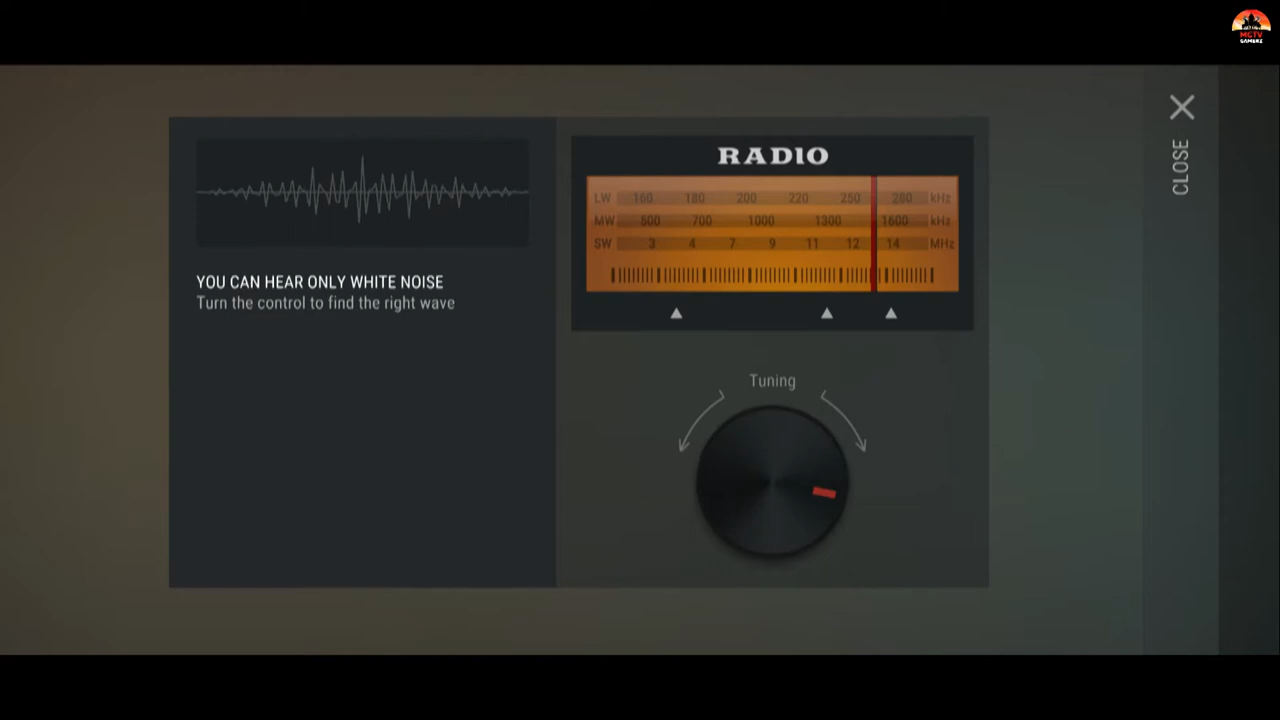 MGTV
GAMERZ
CLOSE
YOU CAN HEAR ONLY WHITE NOISE
Turn the control to find the right wave
RADIO
LW 160 180 200 220 250 280 kHz
MW 500 700 1000 1300 1600 kHz
SW 3 4 7 9 11 12 14 MHz
Tuning